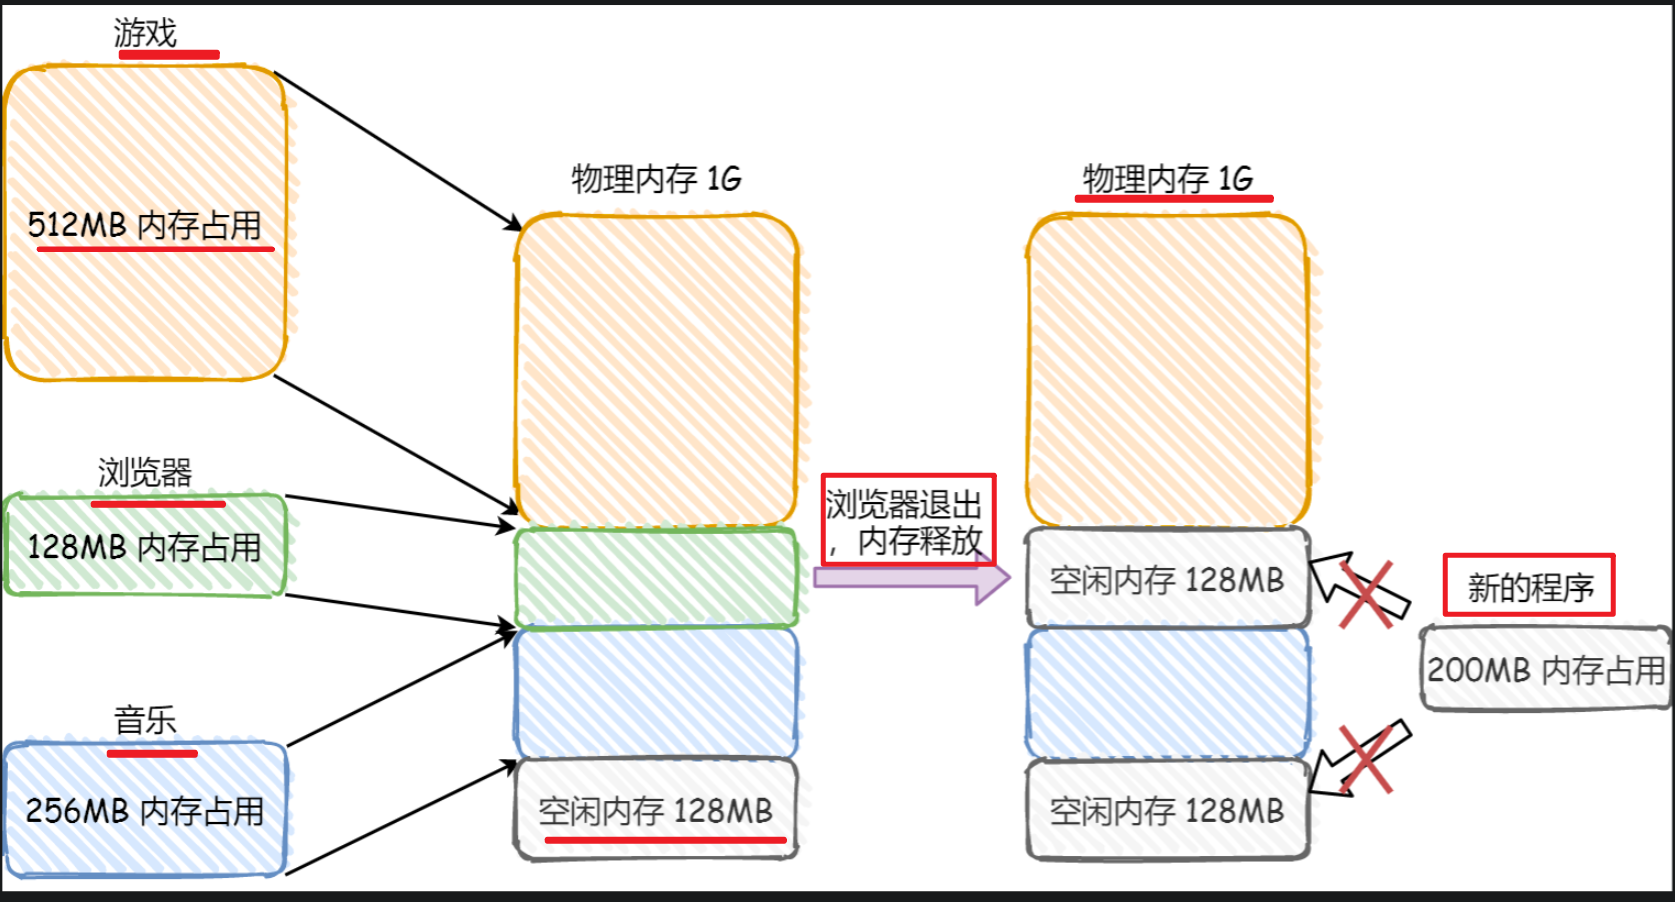 游戏
512MB 内存占用
浏览器
128MB 内存占用
音乐
256MB 内存占用
物理内存 1G
空闲内存 128MB
浏览器退出
，内存释放
物理内存 1G
空闲内存 128MB
空闲内存 128MB
新的程序
200MB 内存占用